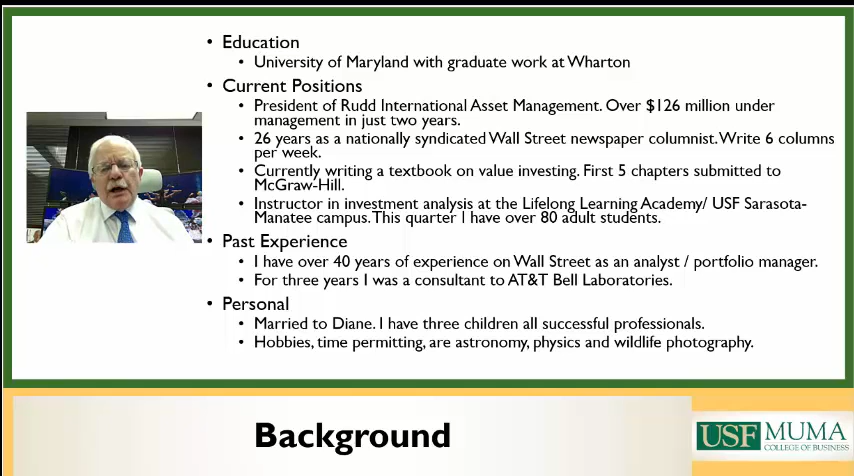 • Education
• University of Maryland with graduate work at Wharton
• Current Positions
• President of Rudd International Asset Management. Over $126 million under
management in just two years.
• 26 years as a nationally syndicated Wall Street newspaper columnist. Write 6 columns
per week.
• Currently writing a textbook on value investing. First 5 chapters submitted to
McGraw-Hill.
• Instructor in investment analysis at the Lifelong Learning Academy/ USF Sarasota-
Manatee campus. This quarter I have over 80 adult students.
• Past Experience
• I have over 40 years of experience on Wall Street as an analyst / portfolio manager.
• For three years I was a consultant to AT&T Bell Laboratories.
• Personal
• Married to Diane. I have three children all successful professionals.
• Hobbies, time permitting, are astronomy, physics and wildlife photography.
Background
USF MUMA
COLLEGE OF BUSINESS